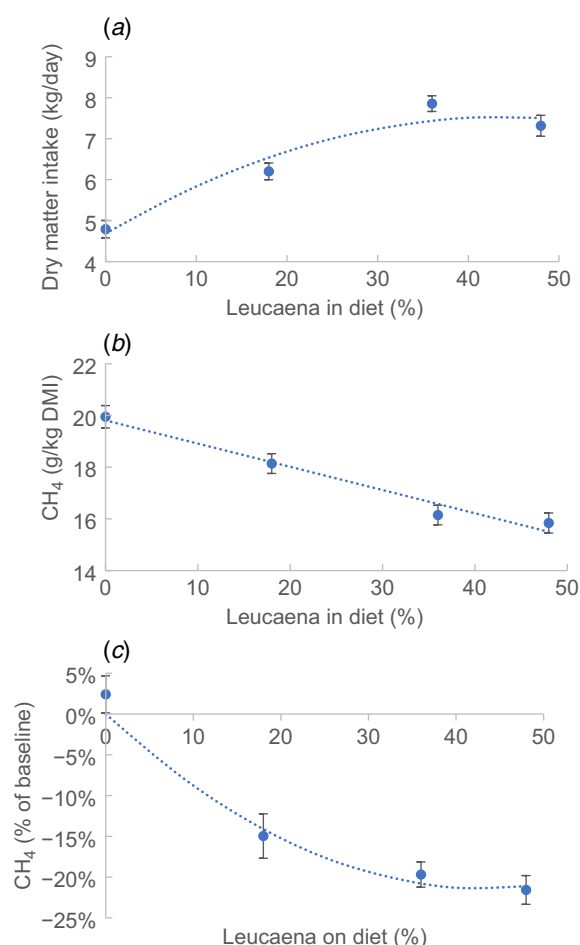 (a)
Dry matter intake (kg/day)
9
8
7
6
5
4
0 10 20 30 40 50
Leucaena in diet (%)
(b)
CH₄ (g/kg DMI)
22
20
18
16
14
0 10 20 30 40 50
Leucaena in diet (%)
(c)
CH₄ (% of baseline)
5%
0%
−5%
−10%
−15%
−20%
−25%
0 10 20 30 40 50
Leucaena on diet (%)